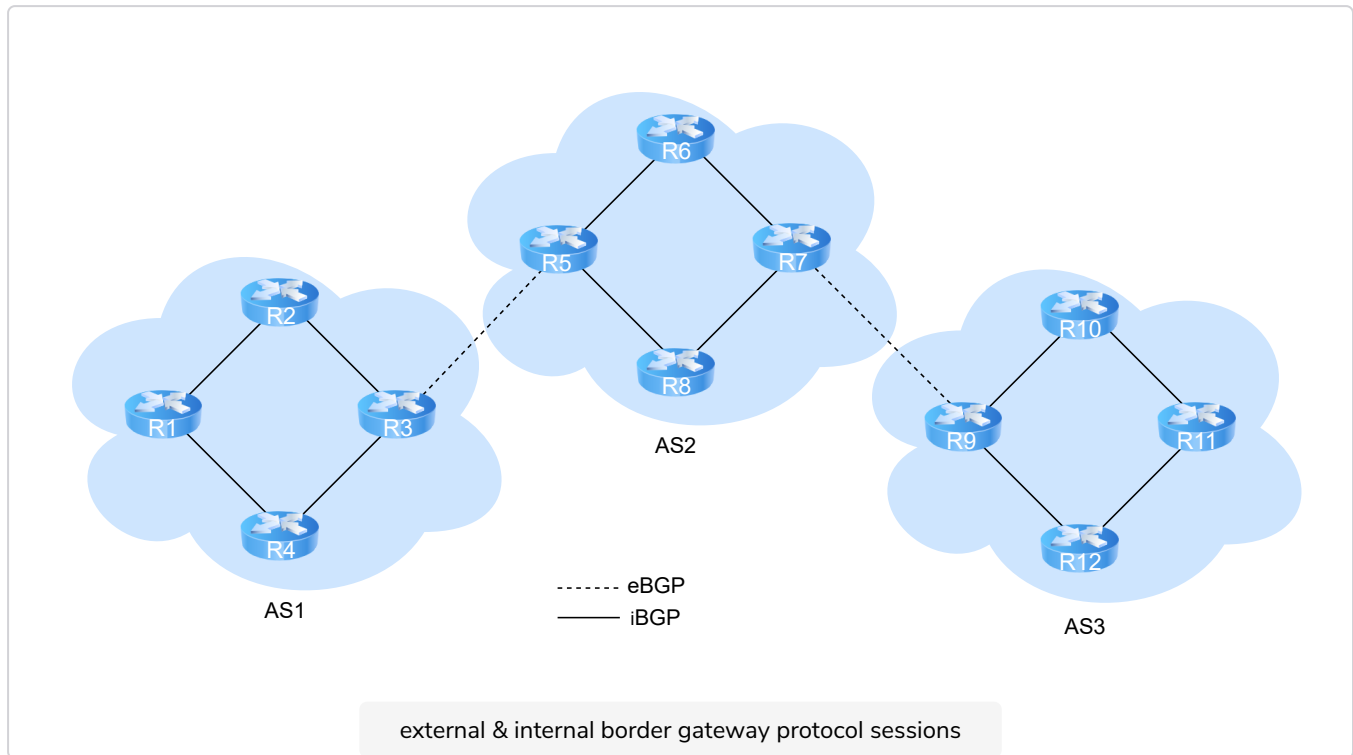 R6
R5
R7
R2
R10
R8
R1
R3
R9
R11
AS2
R4
R12
eBGP
AS1
iBGP
AS3
external & internal border gateway protocol sessions